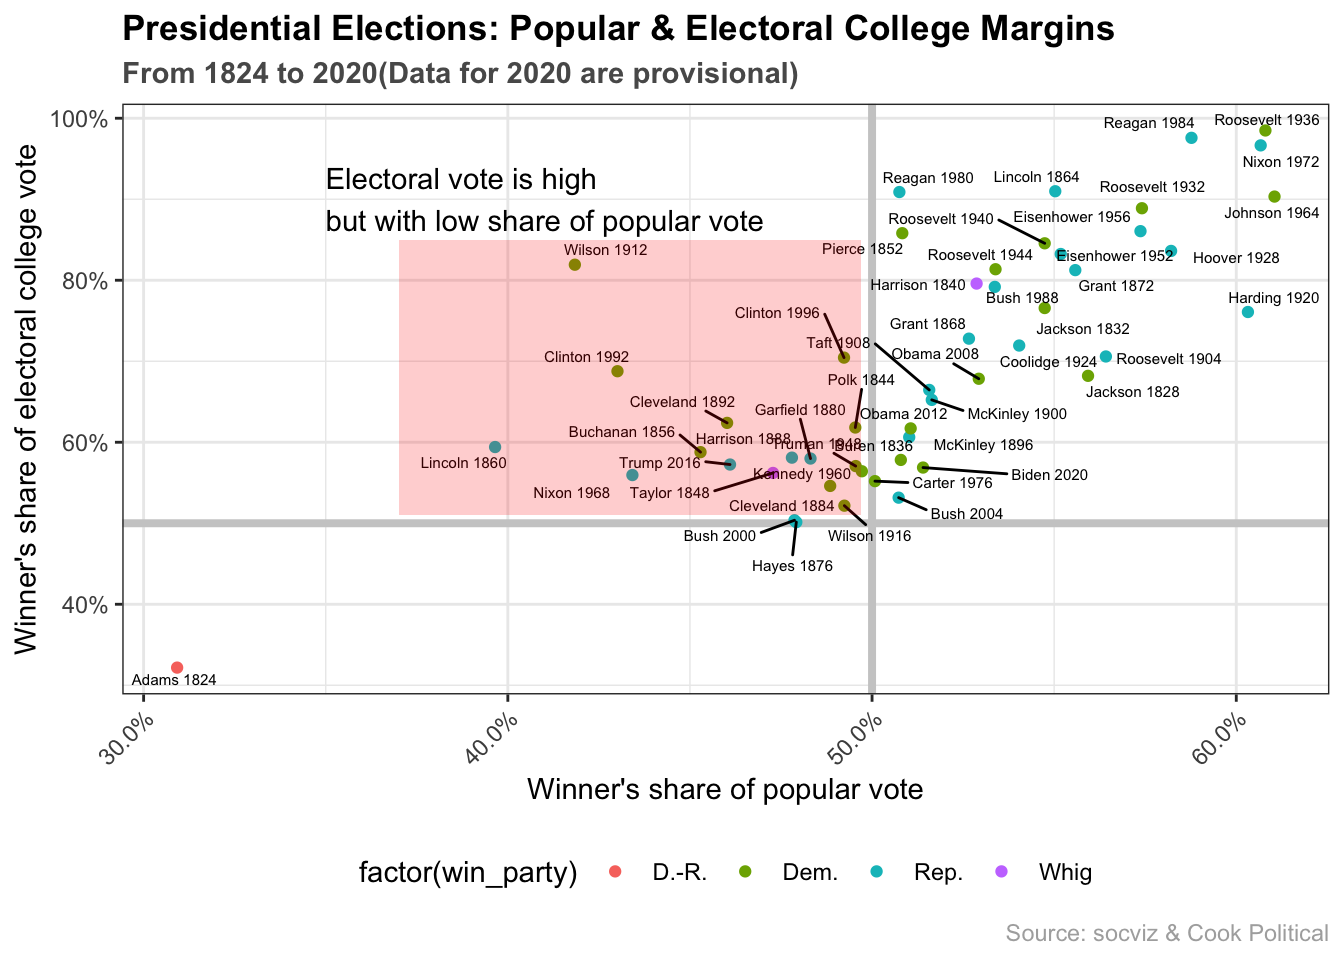 Presidential Elections: Popular & Electoral College Margins
From 1824 to 2020(Data for 2020 are provisional)
Winner's share of electoral college vote
100%
80%
60%
40%
Electoral vote is high
but with low share of popular vote
Reagan 1984
Roosevelt 1936
Nixon 1972
Reagan 1980
Lincoln 1864
Roosevelt 1932
Johnson 1964
Roosevelt 1940
Eisenhower 1956
Wilson 1912
Pierce 1852
Roosevelt 1944
Eisenhower 1952
Hoover 1928
Harrison 1840
Grant 1872
Bush 1988
Harding 1920
Clinton 1996
Grant 1868
Jackson 1832
Taft 1908
Obama 2008
Clinton 1992
Coolidge 1924
Roosevelt 1904
Polk 1844
Jackson 1828
Cleveland 1892
Garfield 1880
Obama 2012
McKinley 1900
Buchanan 1856
Harrison 1888
Truman 1948
Buren 1836
McKinley 1896
Lincoln 1860
Trump 2016
Kennedy 1960
Biden 2020
Carter 1976
Nixon 1968
Taylor 1848
Cleveland 1884
Bush 2004
Bush 2000
Wilson 1916
Hayes 1876
Adams 1824
30.0%
40.0%
50.0%
60.0%
Winner's share of popular vote
factor(win_party)
D.-R.
Dem.
Rep.
Whig
Source: socviz & Cook Political